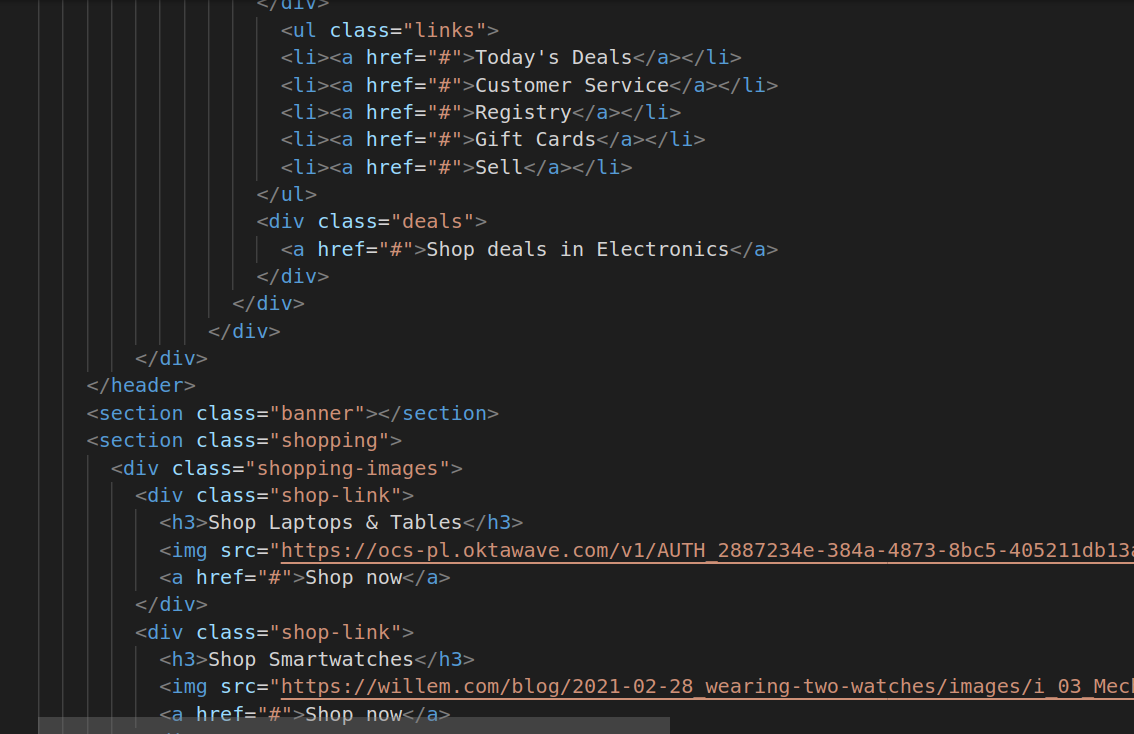 </div>
<ul class="links">
<li><a href="#">Today's Deals</a></li>
<li><a href="#">Customer Service</a></li>
<li><a href="#">Registry</a></li>
<li><a href="#">Gift Cards</a></li>
<li><a href="#">Sell</a></li>
</ul>
<div class="deals">
<a href="#">Shop deals in Electronics</a>
</div>
</div>
</div>
</div>
</header>
<section class="banner"></section>
<section class="shopping">
<div class="shopping-images">
<div class="shop-link">
<h3>Shop Laptops & Tables</h3>
<img src="https://ocs-pl.oktawave.com/v1/AUTH_2887234e-384a-4873-8bc5-405211db13a
<a href="#">Shop now</a>
</div>
<div class="shop-link">
<h3>Shop Smartwatches</h3>
<img src="https://willem.com/blog/2021-02-28_wearing-two-watches/images/i_03_Mech
<a href="#">Shop now</a>